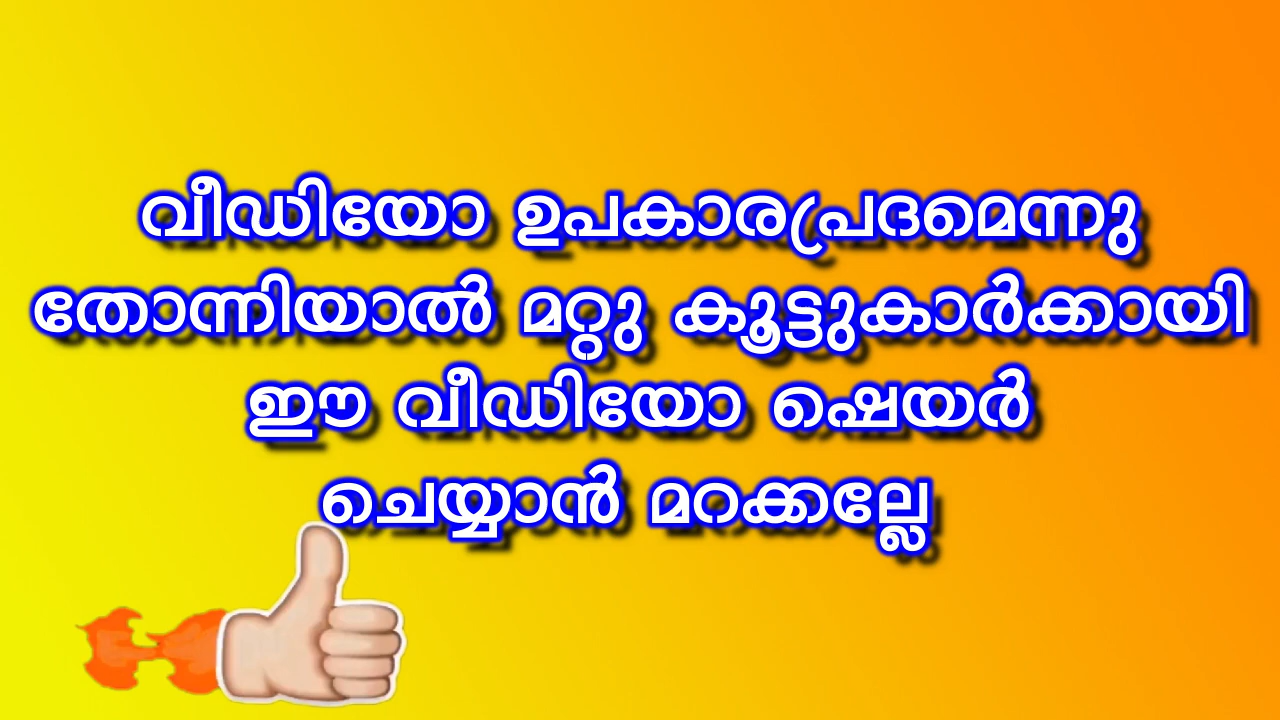 വീഡിയോ ഉപകാരപ്രദമെന്നു
തോന്നിയാൽ മറ്റു കൂട്ടുകാർക്കായി
ഈ വീഡിയോ ഷെയർ
ചെയ്യാൻ മറക്കല്ലേ